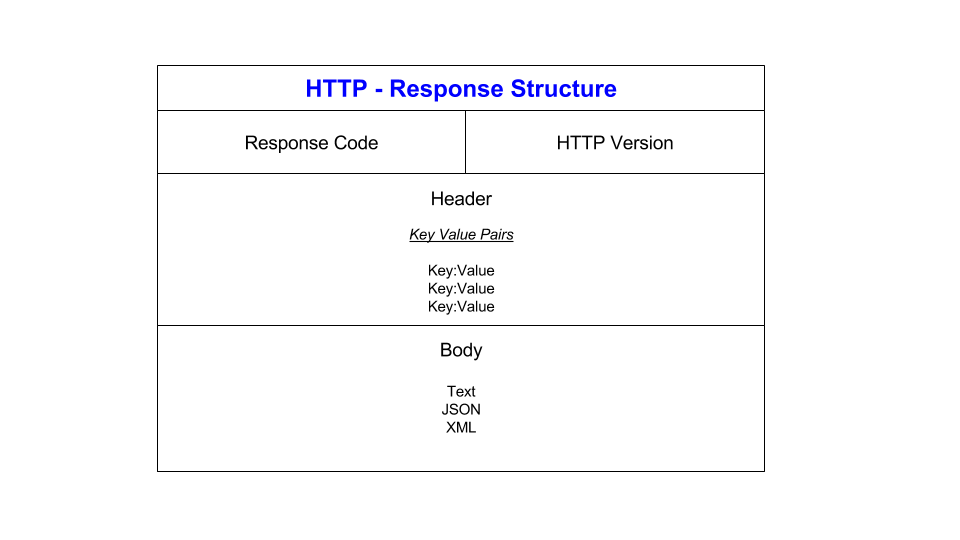 HTTP - Response Structure
Response Code
HTTP Version
Header
Key Value Pairs
Key:Value
Key:Value
Key:Value
Body
Text
JSON
XML